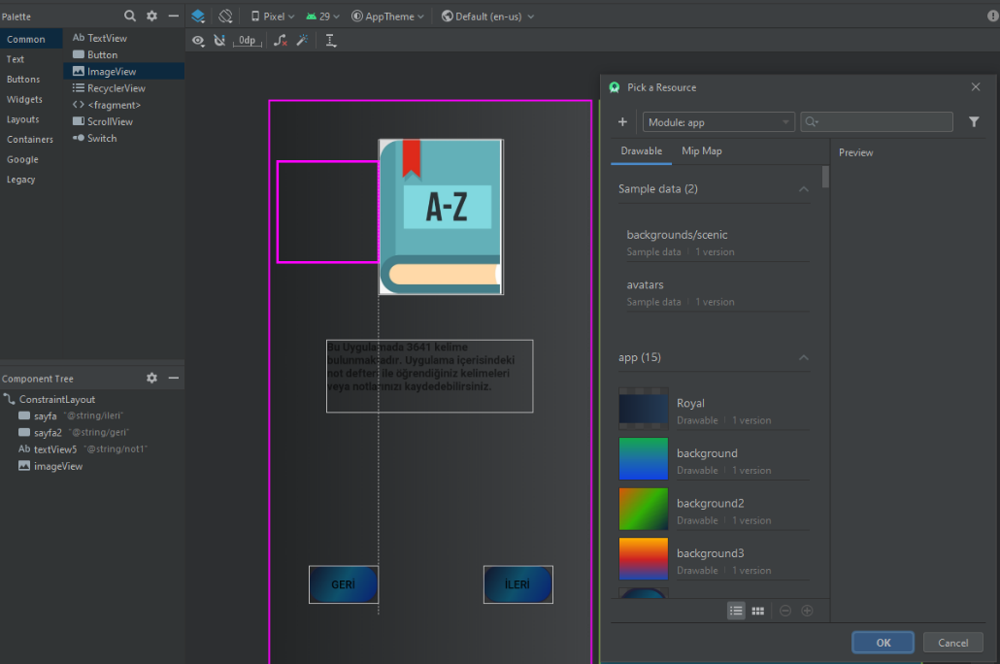 Palette
Pixel
29
AppTheme
Default (en-us)
Common
Text
Buttons
Widgets
Layouts
Containers
Google
Legacy
Ab TextView
Button
ImageView
RecyclerView
<> <fragment>
ScrollView
Switch
0dp
A-Z
Bu Uygulamada 3641 kelime
bulunmaktadır. Uygulama içerisindeki
not defteri ile öğrendiğiniz kelimeleri
veya notlarınızı kaydedebilirsiniz.
GERİ
İLERİ
Component Tree
ConstraintLayout
sayfa "@string/ileri"
sayfa2 "@string/geri"
Ab textView5 "@string/not1"
imageView
Pick a Resource
Module: app
Drawable Mip Map
Preview
Sample data (2)
backgrounds/scenic
Sample data | 1 version
avatars
Sample data | 1 version
app (15)
Royal
Drawable | 1 version
background
Drawable | 1 version
background2
Drawable | 1 version
background3
Drawable | 1 version
OK
Cancel